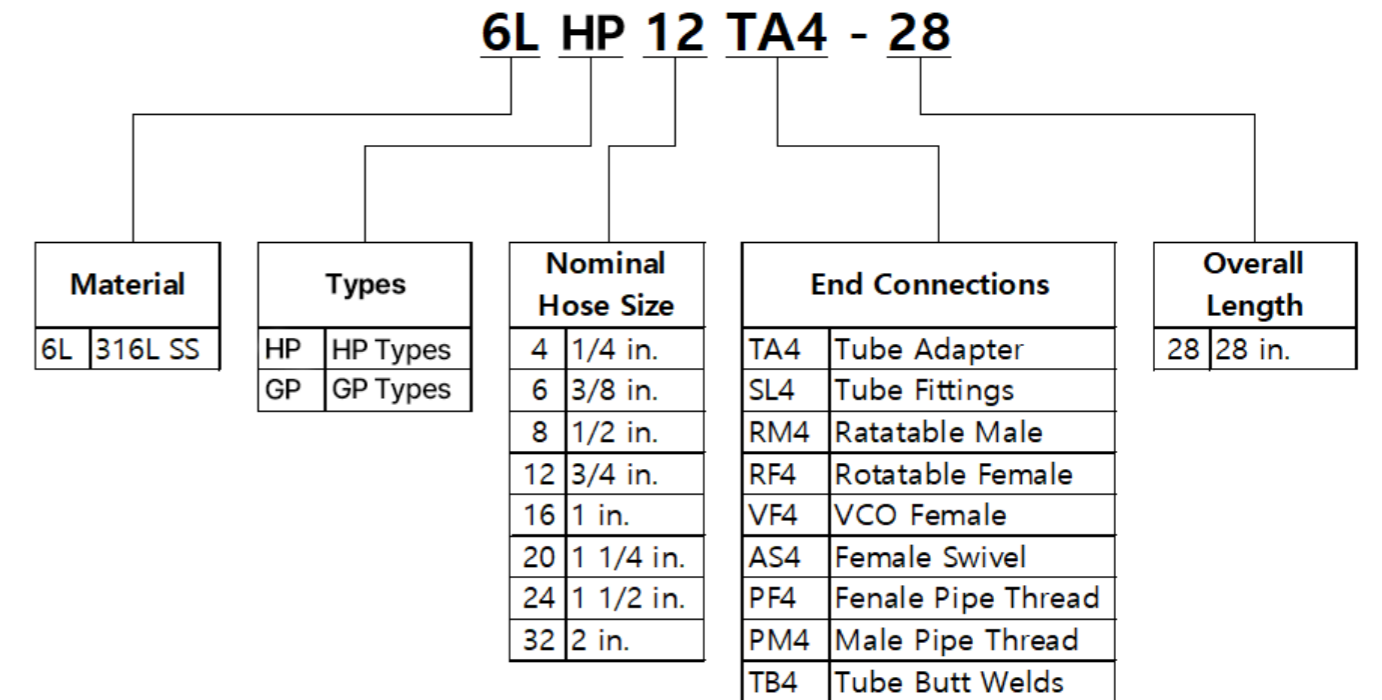 6L HP 12 TA4 - 28
Material
6L 316L SS
Types
HP HP Types
GP GP Types
Nominal
Hose Size
4 1/4 in.
6 3/8 in.
8 1/2 in.
12 3/4 in.
16 1 in.
20 1 1/4 in.
24 1 1/2 in.
32 2 in.
End Connections
TA4 Tube Adapter
SL4 Tube Fittings
RM4 Ratatable Male
RF4 Rotatable Female
VF4 VCO Female
AS4 Female Swivel
PF4 Fenale Pipe Thread
PM4 Male Pipe Thread
TB4 Tube Butt Welds
Overall
Length
28 28 in.